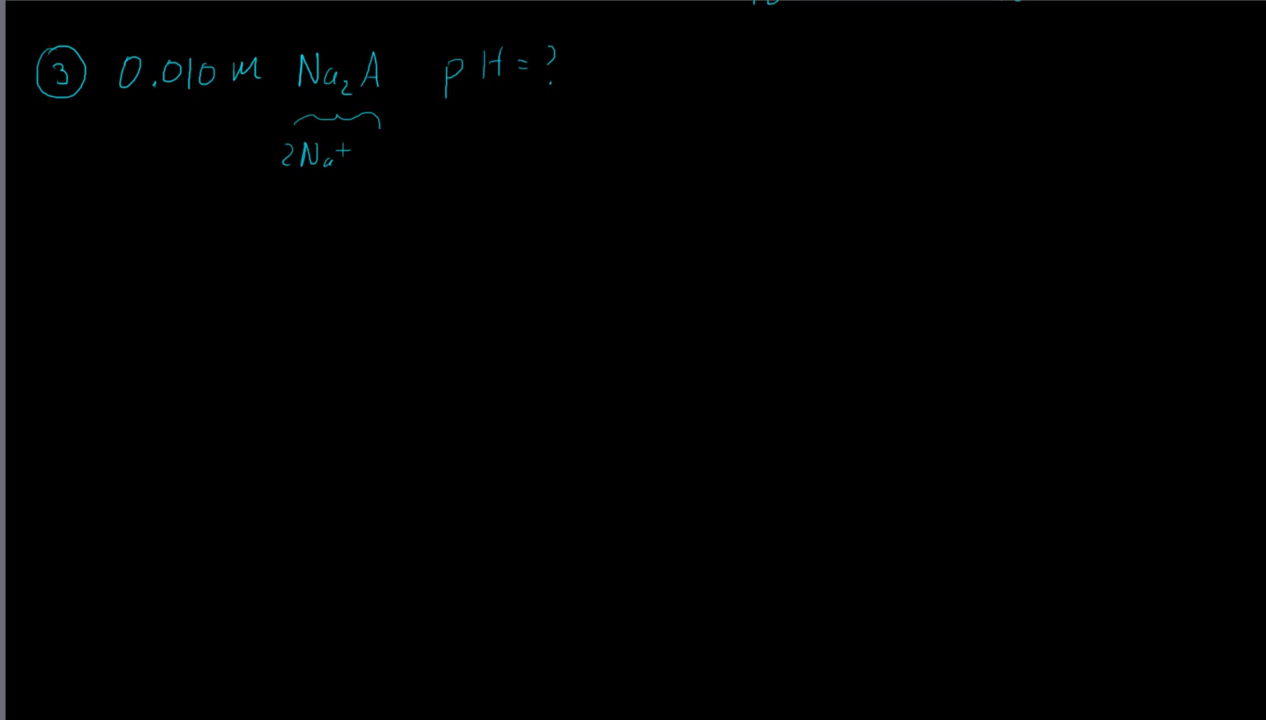 ③ 0.010 M Na₂A pH = ?
2Na⁺